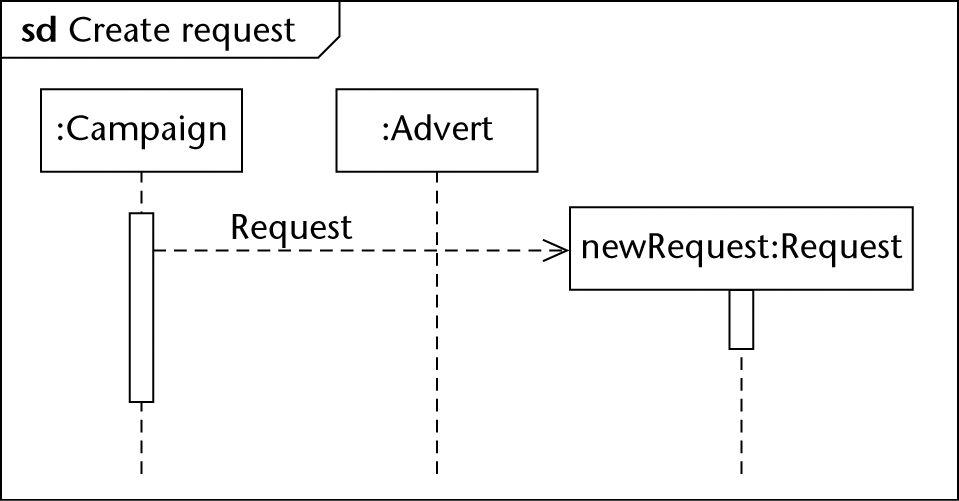 sd Create request
:Campaign
:Advert
Request
newRequest:Request